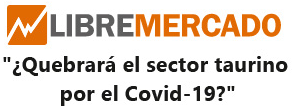 LIBREMERCADO
"¿Quebrará el sector taurino
por el Covid-19?"